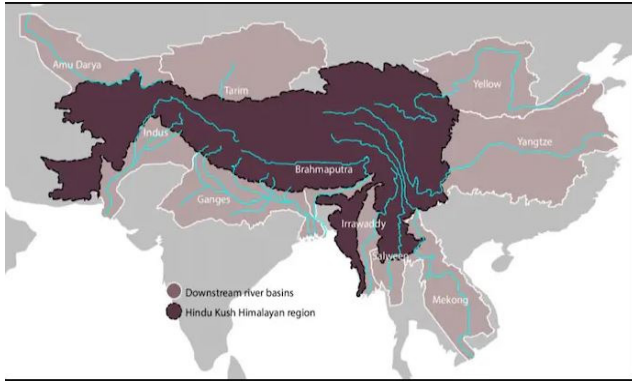 Amu Darya
Tarim
Yellow
Indus
Yangtze
Brahmaputra
Ganges
Irrawaddy
Salween
Mekong
Downstream river basins
Hindu Kush Himalayan region